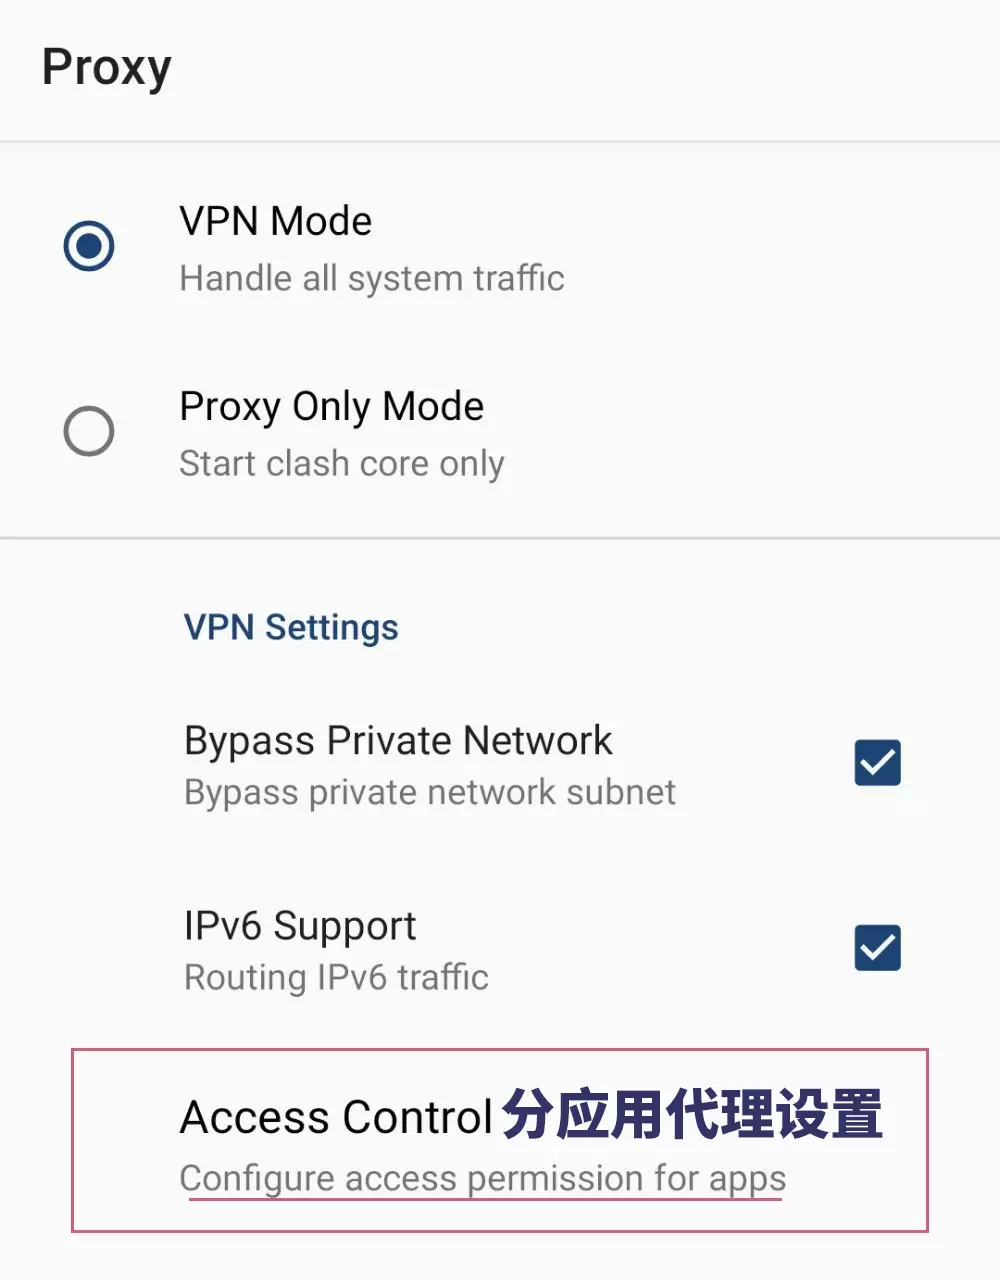 Proxy
VPN Mode
Handle all system traffic
Proxy Only Mode
Start clash core only
VPN Settings
Bypass Private Network
Bypass private network subnet
IPv6 Support
Routing IPv6 traffic
Access Control 分应用代理设置
Configure access permission for apps